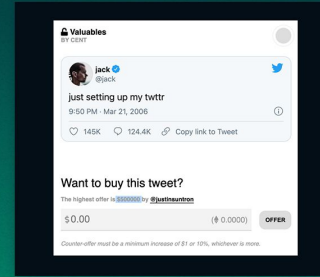 Valuables
BY CENT
jack
@jack
just setting up my twttr
9:50 PM · Mar 21, 2006
145K 124.4K Copy link to Tweet
Want to buy this tweet?
The highest offer is $500000 by @justinsuntron
$0.00 (⧫ 0.0000) OFFER
Counter-offer must be a minimum increase of $1 or 10%, whichever is more.